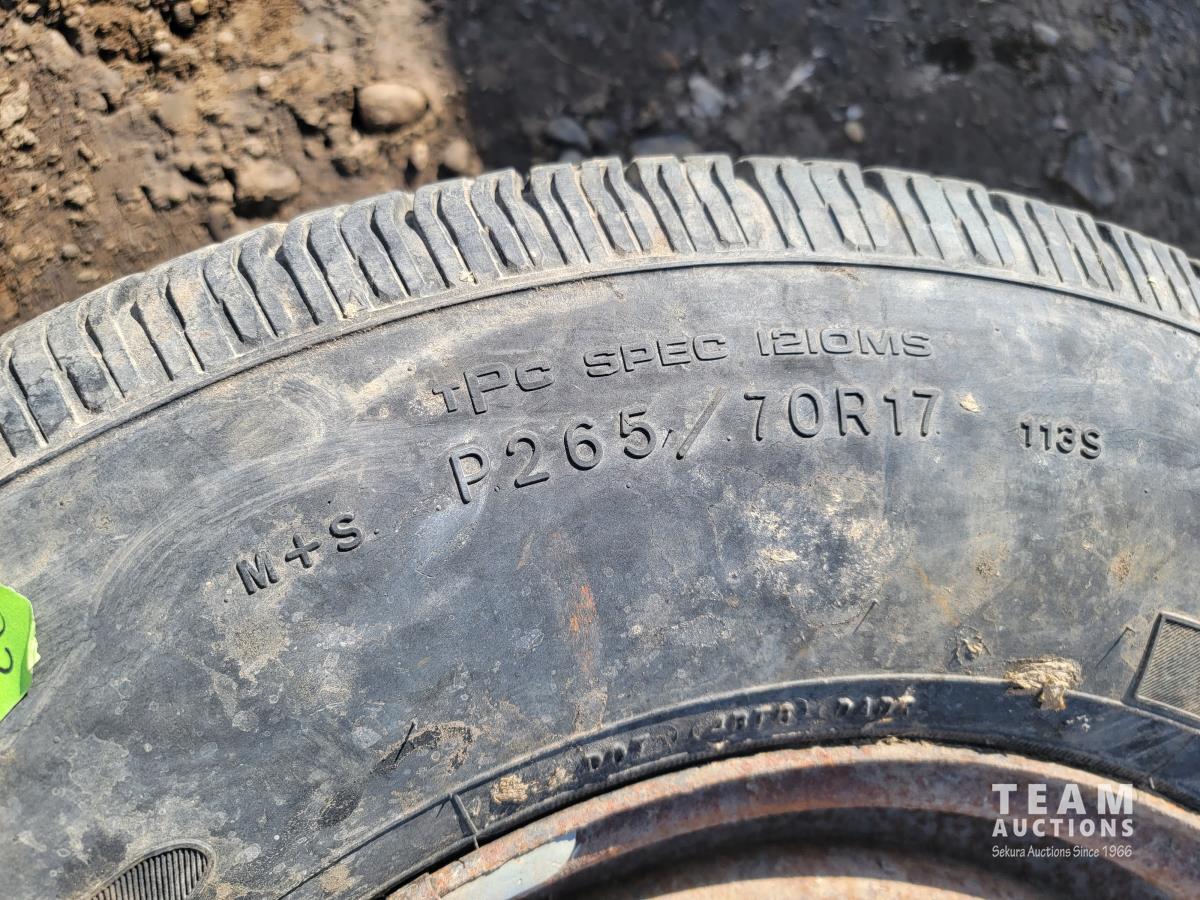 TPC SPEC 1210MS
P265/70R17 113S
M+S
TEAM
AUCTIONS
Sekura Auctions Since 1966